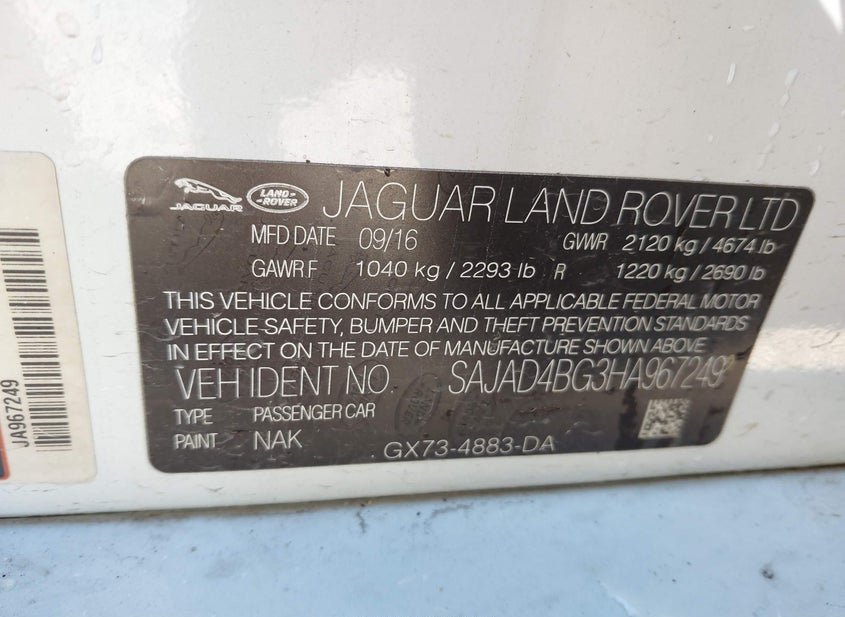 JAGUAR
LAND ROVER
JAGUAR LAND ROVER LTD
MFD DATE 09/16 GWWR 2120 kg / 4674 lb
GAWR F 1040 kg / 2293 lb R 1220 kg / 2690 lb
THIS VEHICLE CONFORMS TO ALL APPLICABLE FEDERAL MOTOR
VEHICLE SAFETY, BUMPER AND THEFT PREVENTION STANDARDS
IN EFFECT ON THE DATE OF MANUFACTURE SHOWN ABOVE
VEH IDENT NO. SAJAD4BG3HA967249
TYPE PASSENGER CAR
PAINT NAK
GX73-4883-DA
JA967249